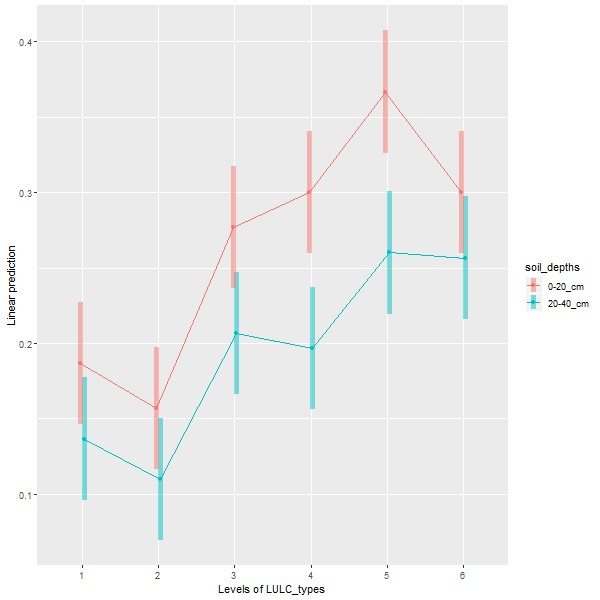 0.4
0.3
0.2
0.1
Linear prediction
1 2 3 4 5 6
Levels of LULC_types
soil_depths
0-20_cm
20-40_cm